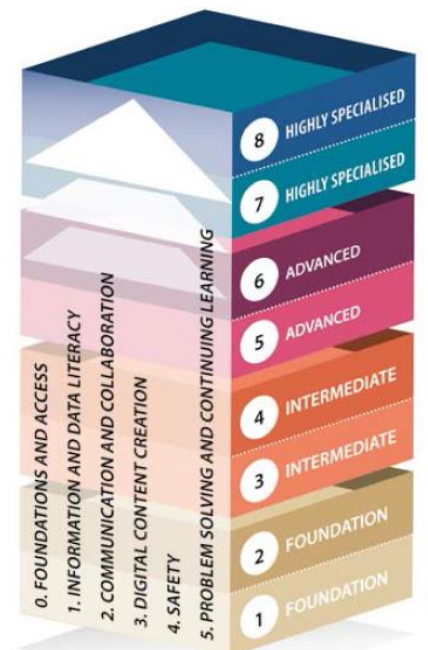 8 HIGHLY SPECIALISED
7 HIGHLY SPECIALISED
6 ADVANCED
5 ADVANCED
4 INTERMEDIATE
3 INTERMEDIATE
2 FOUNDATION
1 FOUNDATION
0. FOUNDATIONS AND ACCESS
1. INFORMATION AND DATA LITERACY
2. COMMUNICATION AND COLLABORATION
3. DIGITAL CONTENT CREATION
4. SAFETY
5. PROBLEM SOLVING AND CONTINUING LEARNING